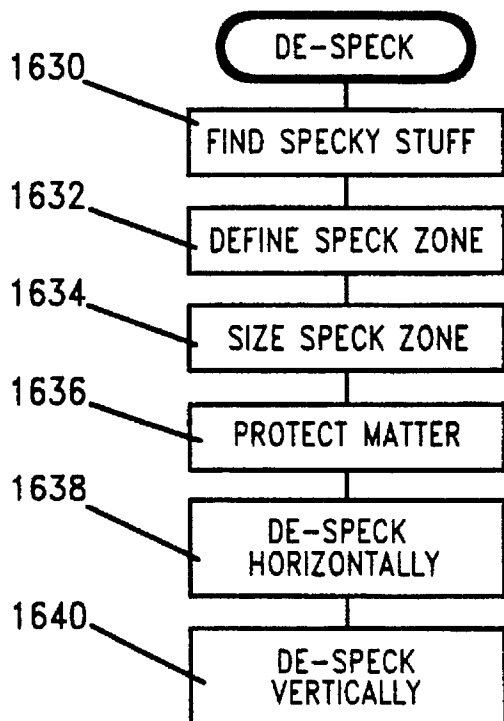 DE-SPECK
1630
FIND SPECKY STUFF
1632
DEFINE SPECK ZONE
1634
SIZE SPECK ZONE
1636
PROTECT MATTER
1638
DE-SPECK
HORIZONTALLY
1640
DE-SPECK
VERTICALLY